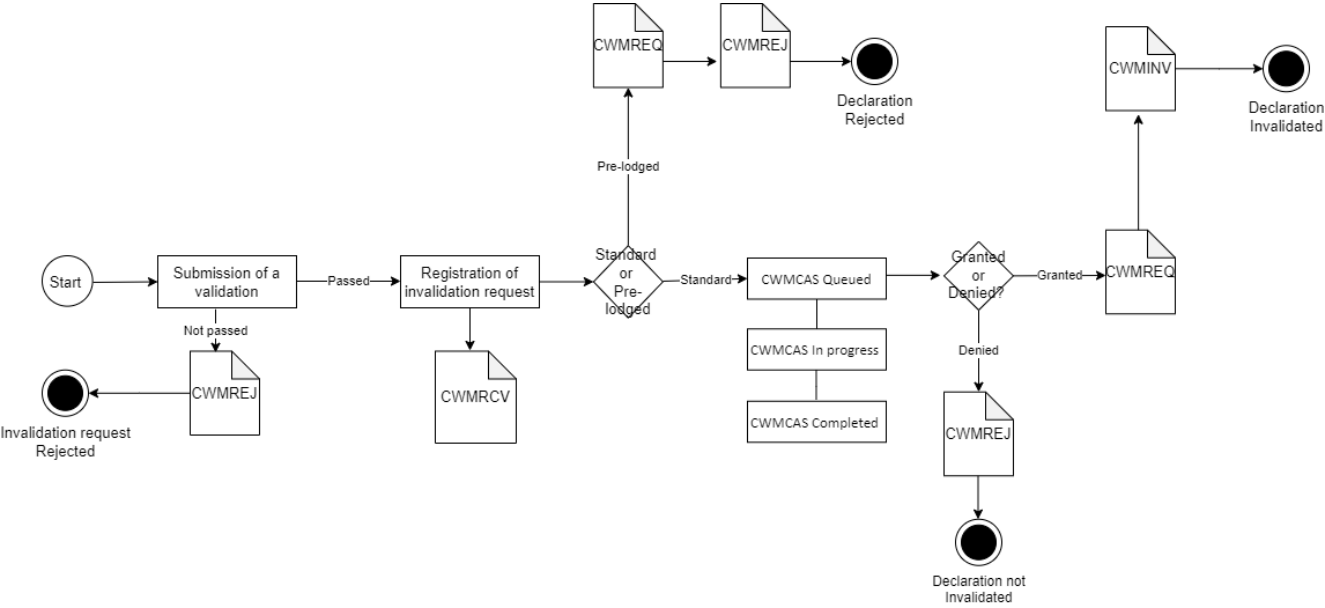 CWMREQ
CWMREJ
Declaration
Rejected
CWMINV
Declaration
Invalidated
Pre-lodged
Start
Submission of a
validation
Passed
Registration of
invalidation request
Standard
or
Pre-
lodged
Standard
CWMCAS Queued
Granted
or
Denied?
Granted
CWMREQ
Not passed
CWMREJ
Invalidation request
Rejected
CWMRCV
CWMCAS In progress
CWMCAS Completed
Denied
CWMREJ
Declaration not
Invalidated